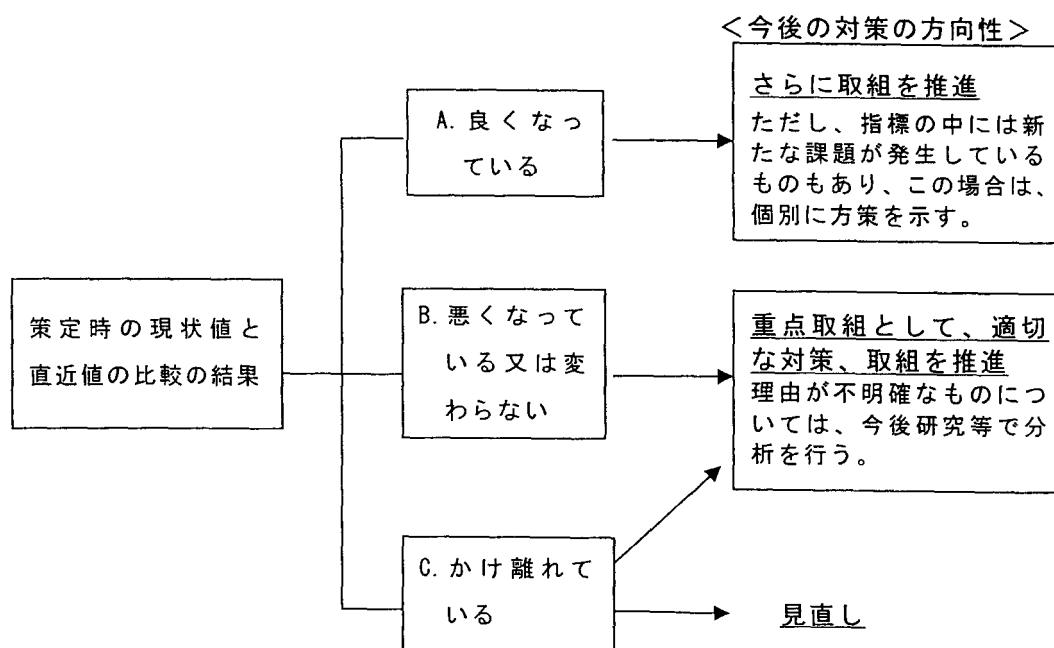 ＜今後の対策の方向性＞
さらに取組を推進
ただし、指標の中には新
たな課題が発生している
ものもあり、この場合は、
個別に方策を示す。
A. 良くなっ
ている
策定時の現状値と
直近値の比較の結果
B. 悪くなって
いる又は変
わらない
重点取組として、適切
な対策、取組を推進
理由が不明確なものにつ
いては、今後研究等で分
析を行う。
C. かけ離れて
いる
見直し